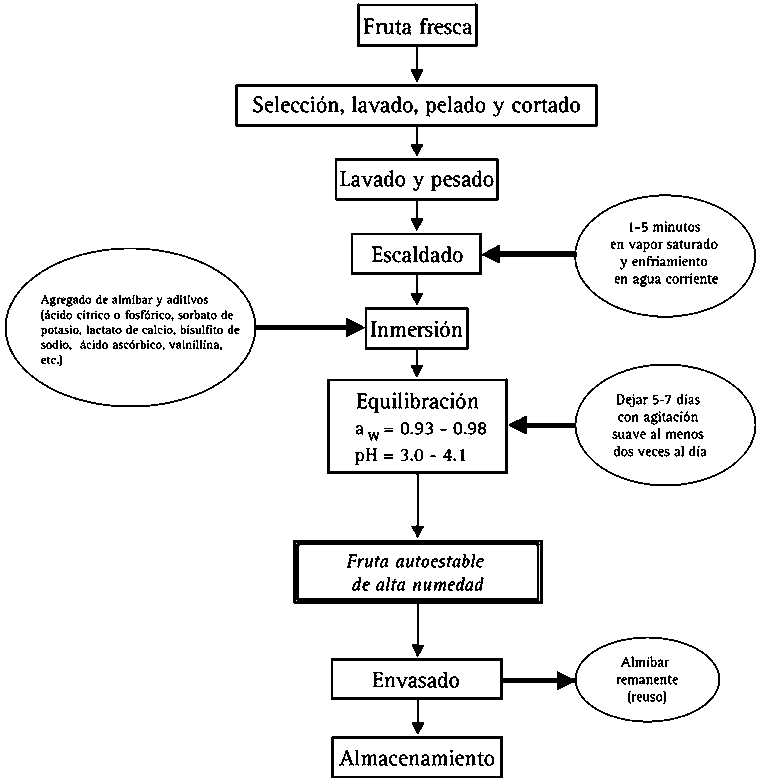 Fruta fresca
Selección, lavado, pelado y cortado
Lavado y pesado
Escaldado
1-5 minutos
en vapor saturado
y enfriamiento
en agua corriente
Agregado de almíbar y aditivos
(ácido cítrico o fosfórico, sorbato de
potasio, lactato de calcio, bisulfito de
sodio, ácido ascórbico, vainillina,
etc.)
Inmersión
Equilibración
a w = 0.93 - 0.98
pH = 3.0 - 4.1
Dejar 5-7 días
con agitación
suave al menos
dos veces al día
Fruta autoestable
de alta numedad
Envasado
Almíbar
remanente
(reuso)
Almacenamiento